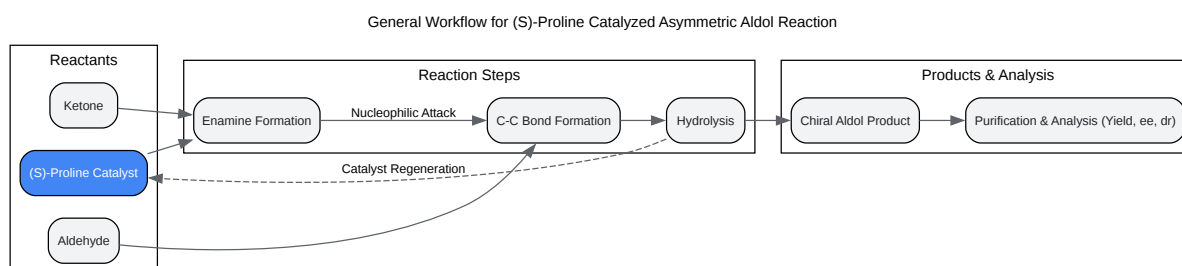 General Workflow for (S)-Proline Catalyzed Asymmetric Aldol Reaction
Reactants
Ketone
(S)-Proline Catalyst
Aldehyde
Reaction Steps
Enamine Formation
Nucleophilic Attack
C-C Bond Formation
Hydrolysis
Catalyst Regeneration
Products & Analysis
Chiral Aldol Product
Purification & Analysis (Yield, ee, dr)